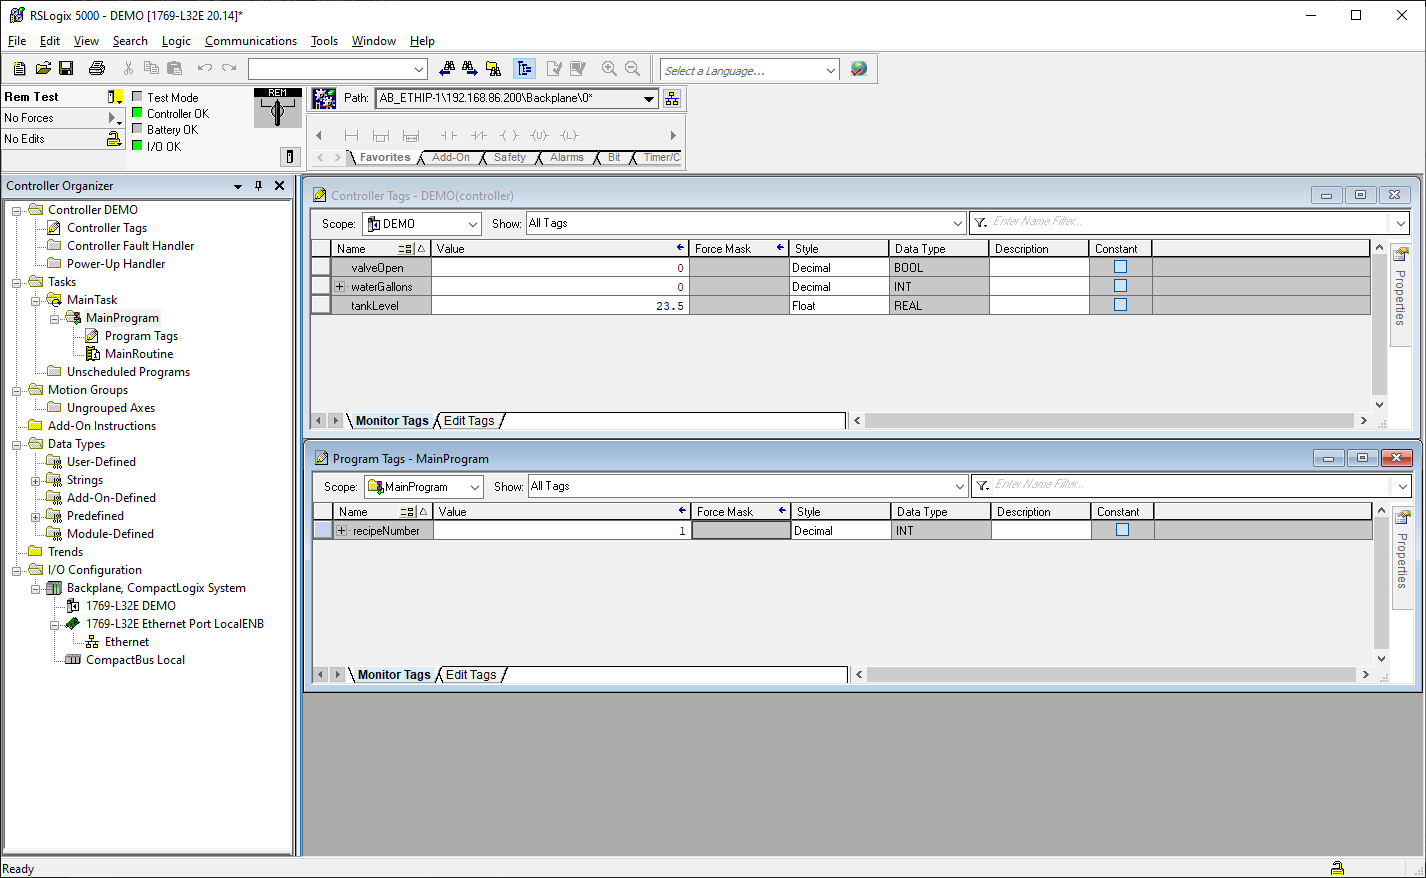 RSLogix 5000 - DEMO [1769-L32E 20.14]*
File Edit View Search Logic Communications Tools Window Help
Select a Language...
Rem Test
No Forces
No Edits
Test Mode
Controller OK
Battery OK
I/O OK
REM
Path: AB_ETHIP-1\192.168.86.200\Backplane\0*
Favorites Add-On Safety Alarms Bit Timer/C
Controller Organizer
Controller DEMO
Controller Tags
Controller Fault Handler
Power-Up Handler
Tasks
MainTask
MainProgram
Program Tags
MainRoutine
Unscheduled Programs
Motion Groups
Ungrouped Axes
Add-On Instructions
Data Types
User-Defined
Strings
Add-On-Defined
Predefined
Module-Defined
Trends
I/O Configuration
Backplane, CompactLogix System
1769-L32E DEMO
1769-L32E Ethernet Port LocalENB
Ethernet
CompactBus Local
Controller Tags - DEMO(controller)
Scope: DEMO Show: All Tags Enter Name Filter...
Name Value Force Mask Style Data Type Description Constant
valveOpen 0 Decimal BOOL
waterGallons 0 Decimal INT
tankLevel 23.5 Float REAL
Properties
Monitor Tags Edit Tags
Program Tags - MainProgram
Scope: MainProgram Show: All Tags Enter Name Filter...
Name Value Force Mask Style Data Type Description Constant
recipeNumber 1 Decimal INT
Properties
Monitor Tags Edit Tags
Ready